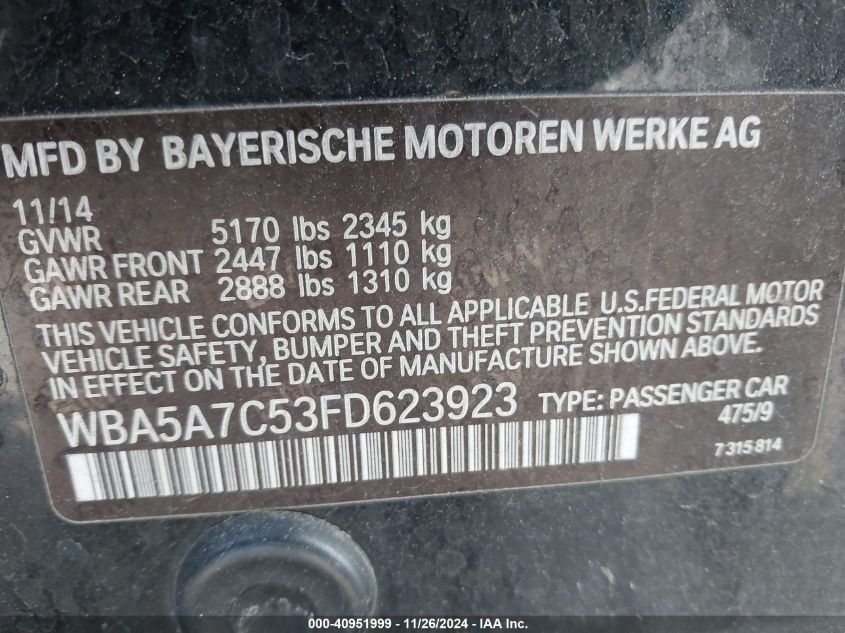 MFD BY BAYERISCHE MOTOREN WERKE AG
11/14
GVWR 5170 lbs 2345 kg
GAWR FRONT 2447 lbs 1110 kg
GAWR REAR 2888 lbs 1310 kg
THIS VEHICLE CONFORMS TO ALL APPLICABLE U.S.FEDERAL MOTOR
VEHICLE SAFETY, BUMPER AND THEFT PREVENTION STANDARDS
IN EFFECT ON THE DATE OF MANUFACTURE SHOWN ABOVE.
WBA5A7C53FD623923 TYPE: PASSENGER CAR
475/9
7 315 814
000-40951999 - 11/26/2024 - IAA Inc.